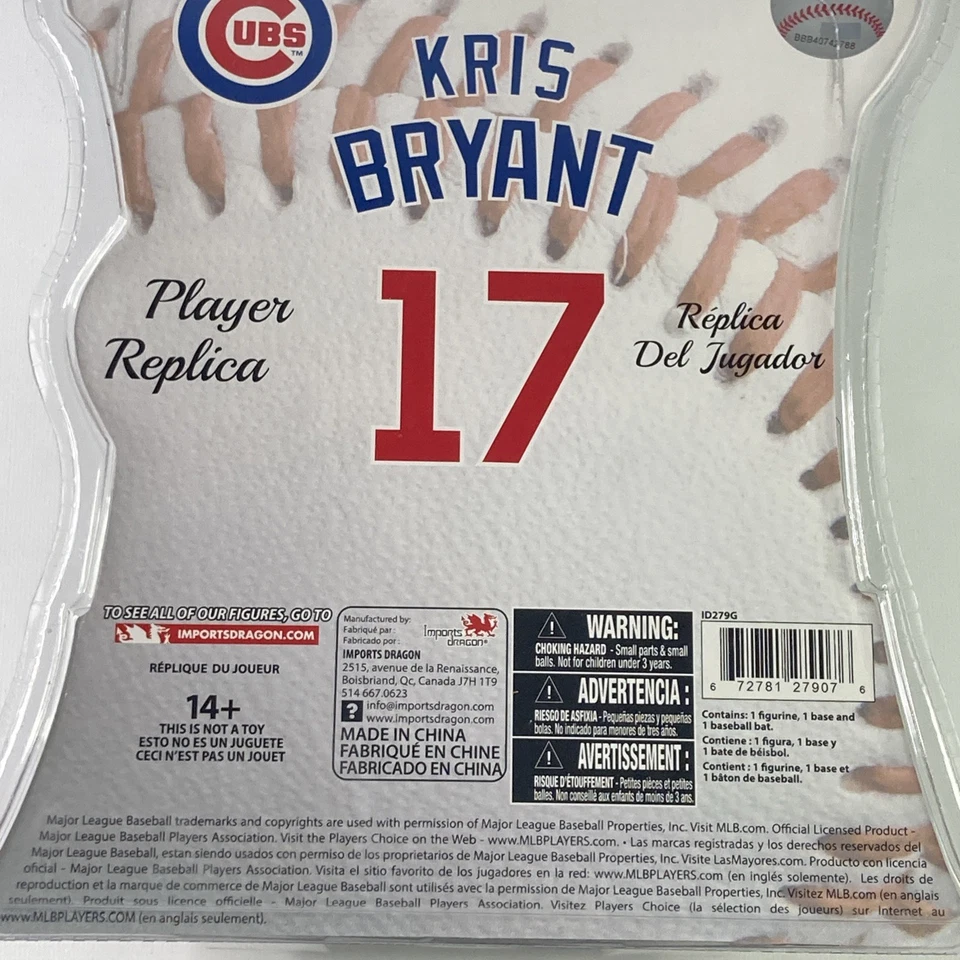 CUBS™
BBB40742788
KRIS
BRYANT
17
Player
Replica
Réplica
Del Jugador
TO SEE ALL OF OUR FIGURES, GO TO
IMPORTSDRAGON.COM
RÉPLIQUE DU JOUEUR
14+
THIS IS NOT A TOY
ESTO NO ES UN JUGUETE
CECI N'EST PAS UN JOUET
Manufactured by:
Fabriqué par :
Fabricado por :
Imports
dragon®
IMPORTS DRAGON
2515, avenue de la Renaissance,
Boisbriand, Qc, Canada J7H 1T9
514 667.0623
? info@importsdragon.com
www.importsdragon.com
MADE IN CHINA
FABRIQUÉ EN CHINE
FABRICADO EN CHINA
! WARNING:
CHOKING HAZARD - Small parts & small
balls. Not for children under 3 years.
! ADVERTENCIA :
RIESGO DE ASFIXIA - Pequeñas piezas y pequeñas
bolas. No indicado para menores de tres años.
! AVERTISSEMENT :
RISQUE D'ÉTOUFFEMENT - Petites pièces et petites
balles. Non conseillé aux enfants de moins de 3 ans.
ID279G
6 72781 27907 6
Contains: 1 figurine, 1 base and
1 baseball bat.
Contiene : 1 figura, 1 base y
1 bate de béisbol.
Contient : 1 figurine, 1 base et
1 bâton de baseball.
Major League Baseball trademarks and copyrights are used with permission of Major League Baseball Properties, Inc. Visit MLB.com. Official Licensed Product -
Major League Baseball Players Association. Visit the Players Choice on the Web - www.MLBPLAYERS.com. • Las marcas registradas y los derechos reservados del
Major League Baseball, estan siendo usados con permiso de los proprietarios de Major League Baseball Properties, Inc. Visite LasMayores.com. Producto con licencia
oficial - Major League Baseball Players Association. Visita el sitio favorito de los jugadores en la red: www.MLBPLAYERS.com (en inglés solemente). Les droits de
reproduction et la marque de commerce de Major League Baseball sont utilisés avec la permission de Major League Baseball Properties, Inc. Visitez MLB.com (en anglais
seulement). Produit sous licence officielle - Major League Baseball Players Association. Visitez Players Choice (la sélection des joueurs) sur Internet au
www.MLBPLAYERS.COM (en anglais seulement).